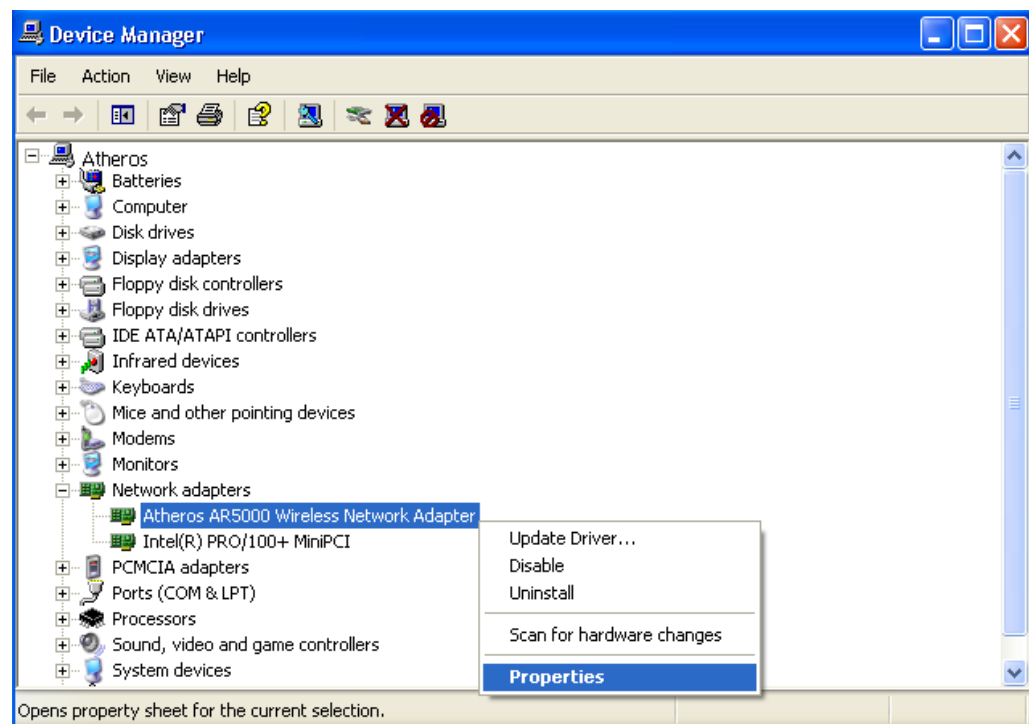 Device Manager
File Action View Help
Atheros
Batteries
Computer
Disk drives
Display adapters
Floppy disk controllers
Floppy disk drives
IDE ATA/ATAPI controllers
Infrared devices
Keyboards
Mice and other pointing devices
Modems
Monitors
Network adapters
Atheros AR5000 Wireless Network Adapter
Intel(R) PRO/100+ MiniPCI
PCMCIA adapters
Ports (COM & LPT)
Processors
Sound, video and game controllers
System devices
Update Driver...
Disable
Uninstall
Scan for hardware changes
Properties
Opens property sheet for the current selection.